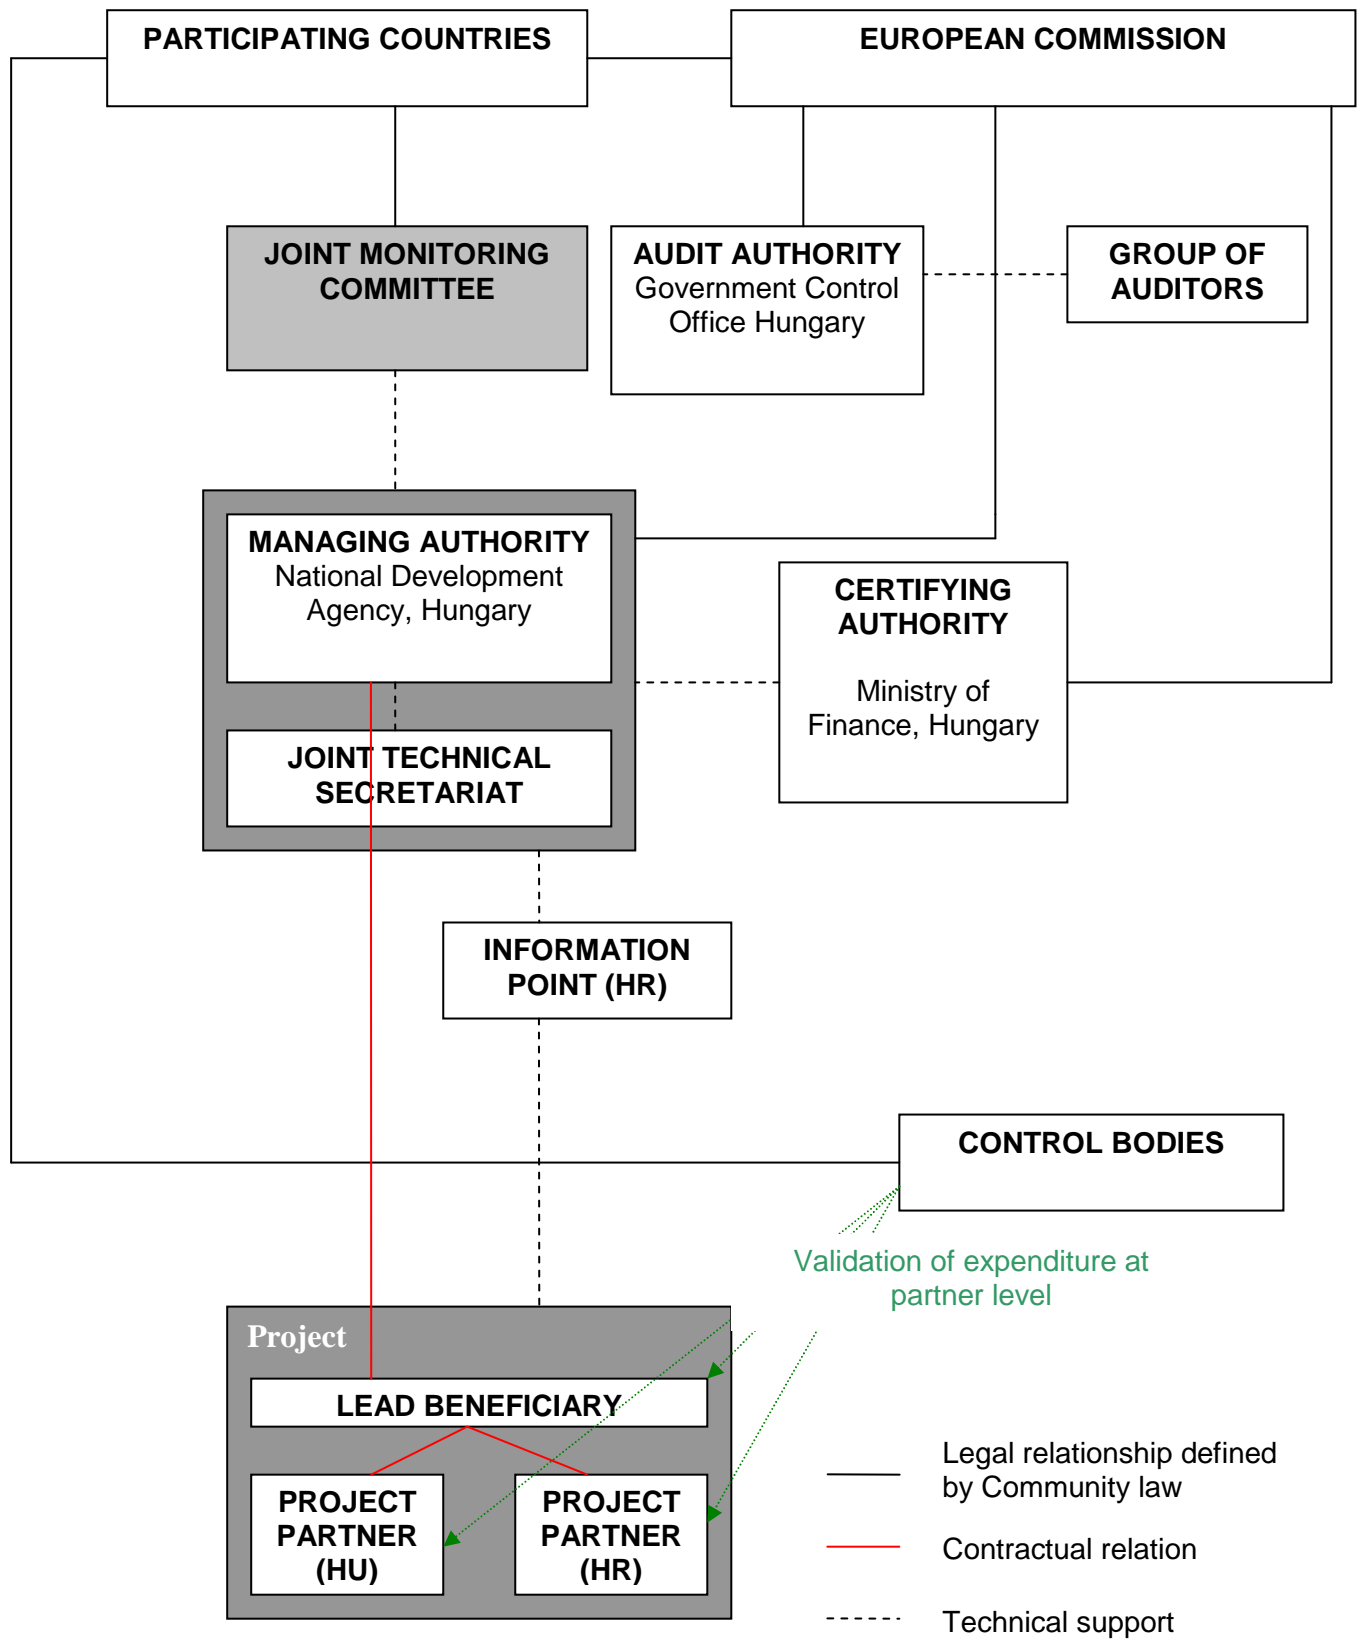 PARTICIPATING COUNTRIES
EUROPEAN COMMISSION
JOINT MONITORING
COMMITTEE
AUDIT AUTHORITY
Government Control
Office Hungary
GROUP OF
AUDITORS
MANAGING AUTHORITY
National Development
Agency, Hungary
CERTIFYING
AUTHORITY
Ministry of
Finance, Hungary
JOINT TECHNICAL
SECRETARIAT
INFORMATION
POINT (HR)
CONTROL BODIES
Validation of expenditure at
partner level
Project
LEAD BENEFICIARY
PROJECT
PARTNER
(HU)
PROJECT
PARTNER
(HR)
Legal relationship defined
by Community law
Contractual relation
Technical support